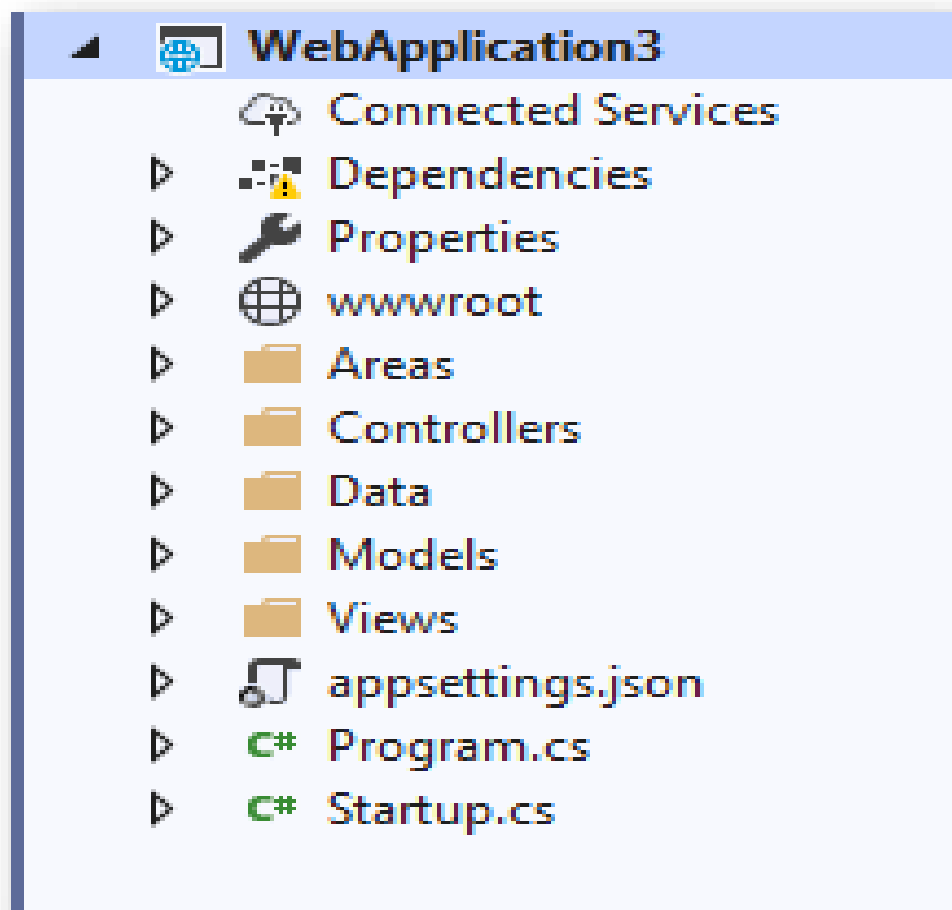 WebApplication3
Connected Services
Dependencies
Properties
wwwroot
Areas
Controllers
Data
Models
Views
appsettings.json
C# Program.cs
C# Startup.cs